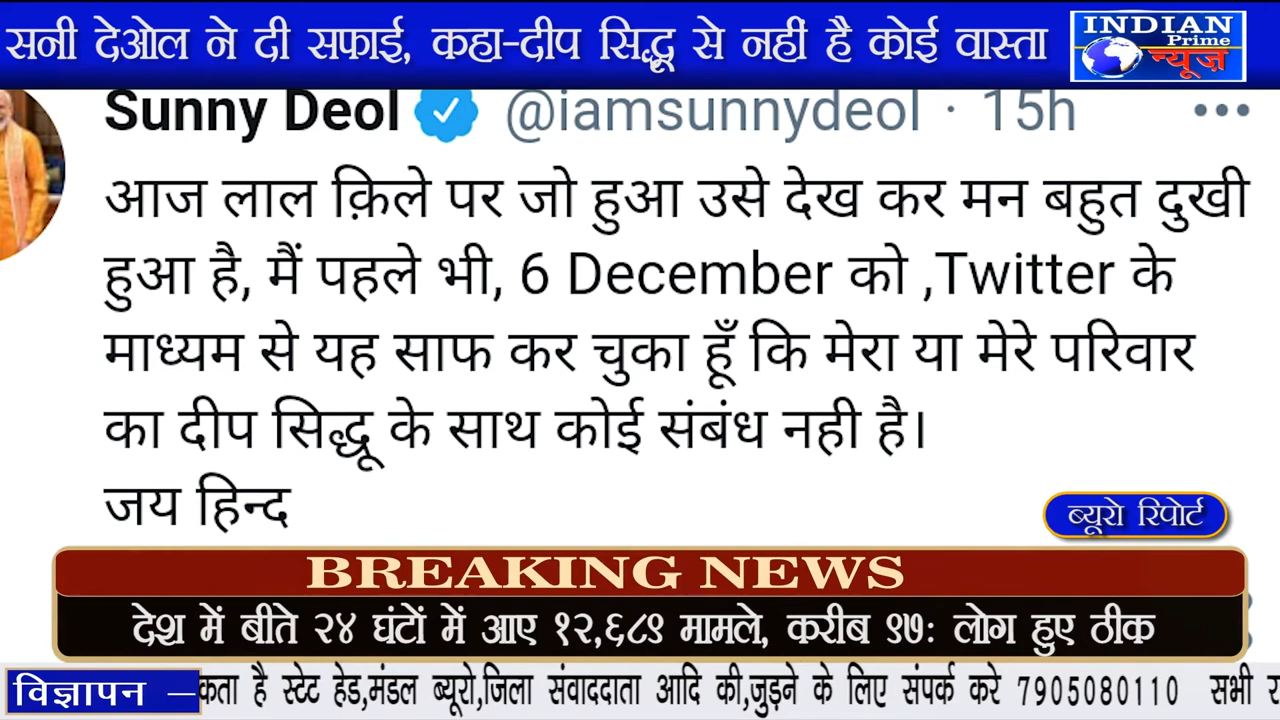 सनी देओल ने दी सफाई, कहा-दीप सिद्धू से नहीं है कोई वास्ता
INDIAN
Prime
न्यूज़
Sunny Deol @iamsunnydeol · 15h
आज लाल क़िले पर जो हुआ उसे देख कर मन बहुत दुखी
हुआ है, मैं पहले भी, 6 December को ,Twitter के
माध्यम से यह साफ कर चुका हूँ कि मेरा या मेरे परिवार
का दीप सिद्धू के साथ कोई संबंध नही है।
जय हिन्द
ब्यूरो रिपोर्ट
BREAKING NEWS
देश में बीते २४ घंटों में आए १२,६८९ मामले, करीब ९७: लोग हुए ठीक
विज्ञापन – कता है स्टेट हेड,मंडल ब्यूरो,जिला संवाददाता आदि की,जुड़ने के लिए संपर्क करे 7905080110 सभी